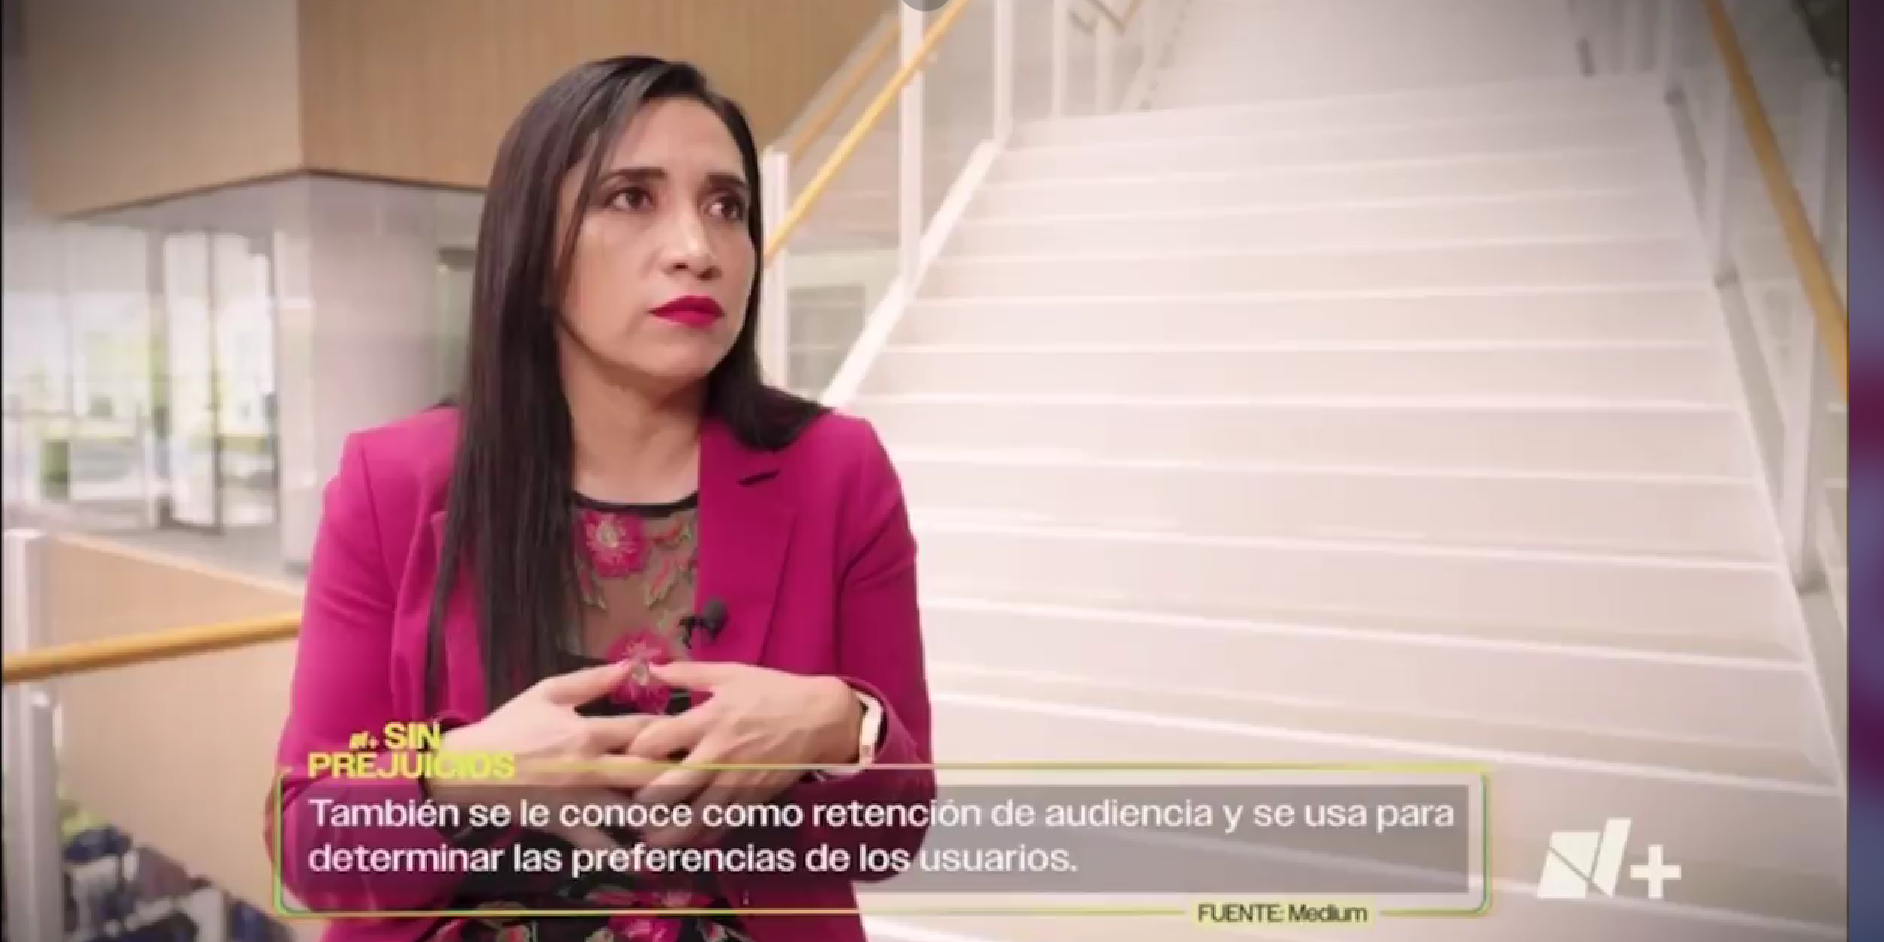 N+ SIN
PREJUICIOS
También se le conoce como retención de audiencia y se usa para
determinar las preferencias de los usuarios.
FUENTE: Medium
N+